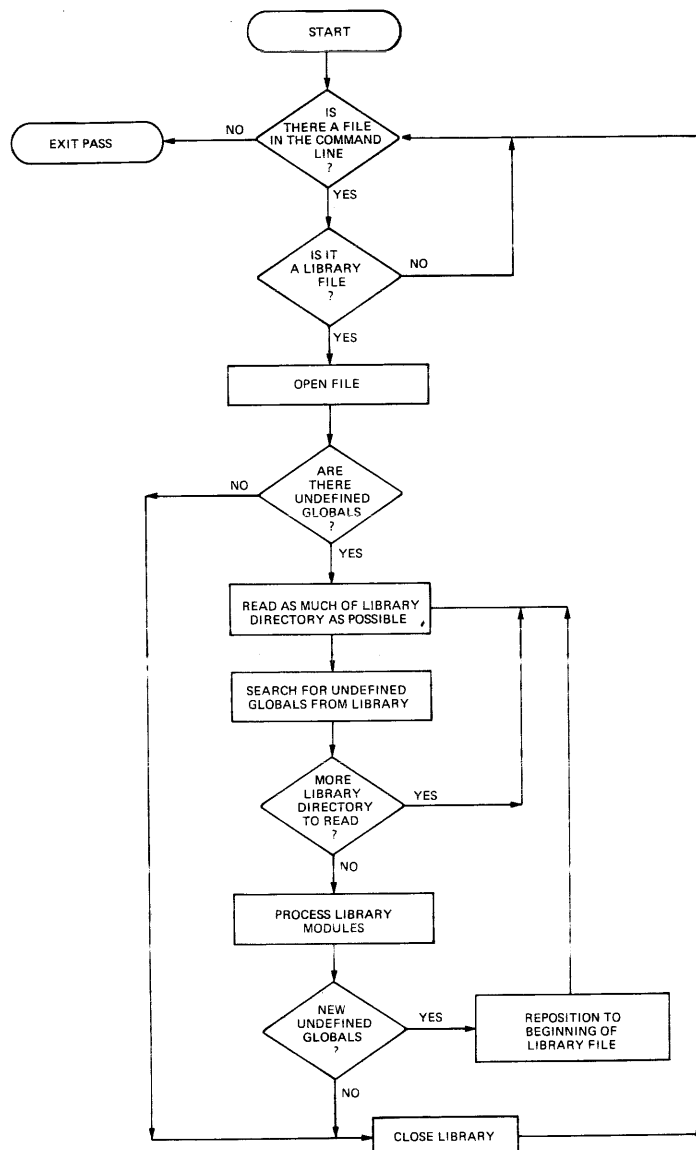 START
IS
THERE A FILE
IN THE COMMAND
LINE
?
NO
EXIT PASS
YES
IS IT
A LIBRARY
FILE
?
NO
YES
OPEN FILE
ARE
THERE
UNDEFINED
GLOBALS
?
NO
YES
READ AS MUCH OF LIBRARY
DIRECTORY AS POSSIBLE
SEARCH FOR UNDEFINED
GLOBALS FROM LIBRARY
MORE
LIBRARY
DIRECTORY
TO READ
?
YES
NO
PROCESS LIBRARY
MODULES
NEW
UNDEFINED
GLOBALS
?
YES
REPOSITION TO
BEGINNING OF
LIBRARY FILE
NO
CLOSE LIBRARY